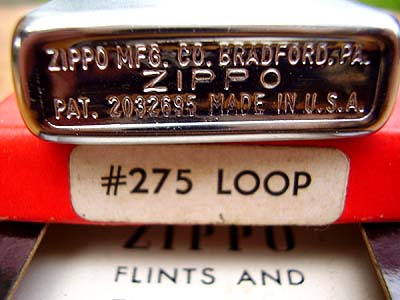 ZIPPO MFG. CO. BRADFORD, PA.
ZIPPO
PAT. 2032695 MADE IN U.S.A.
#275 LOOP
ZIPPO
FLINTS AND